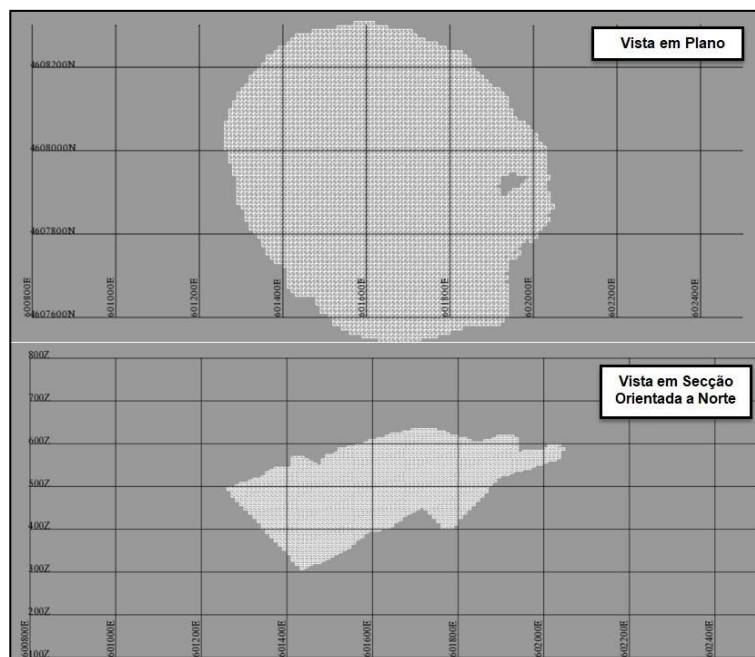 Vista em Plano
4608200N
4608000N
4607800N
4607600N
600800E
601000E
601200E
601400E
601600E
601800E
602000E
602200E
602400E
800Z
700Z
600Z
500Z
400Z
300Z
200Z
100Z
Vista em Secção
Orientada a Norte
600800E
601000E
601200E
601400E
601600E
601800E
602000E
602200E
602400E